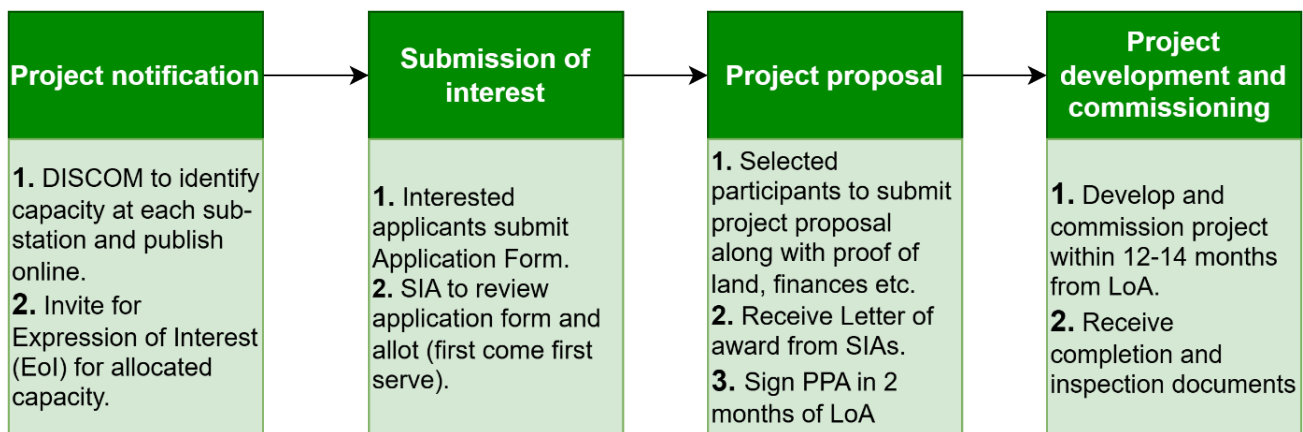 Project notification
1. DISCOM to identify
capacity at each sub-
station and publish
online.
2. Invite for
Expression of Interest
(EoI) for allocated
capacity.
Submission of
interest
1. Interested
applicants submit
Application Form.
2. SIA to review
application form and
allot (first come first
serve).
Project proposal
1. Selected
participants to submit
project proposal
along with proof of
land, finances etc.
2. Receive Letter of
award from SIAs.
3. Sign PPA in 2
months of LoA
Project
development and
commissioning
1. Develop and
commission project
within 12-14 months
from LoA.
2. Receive
completion and
inspection documents